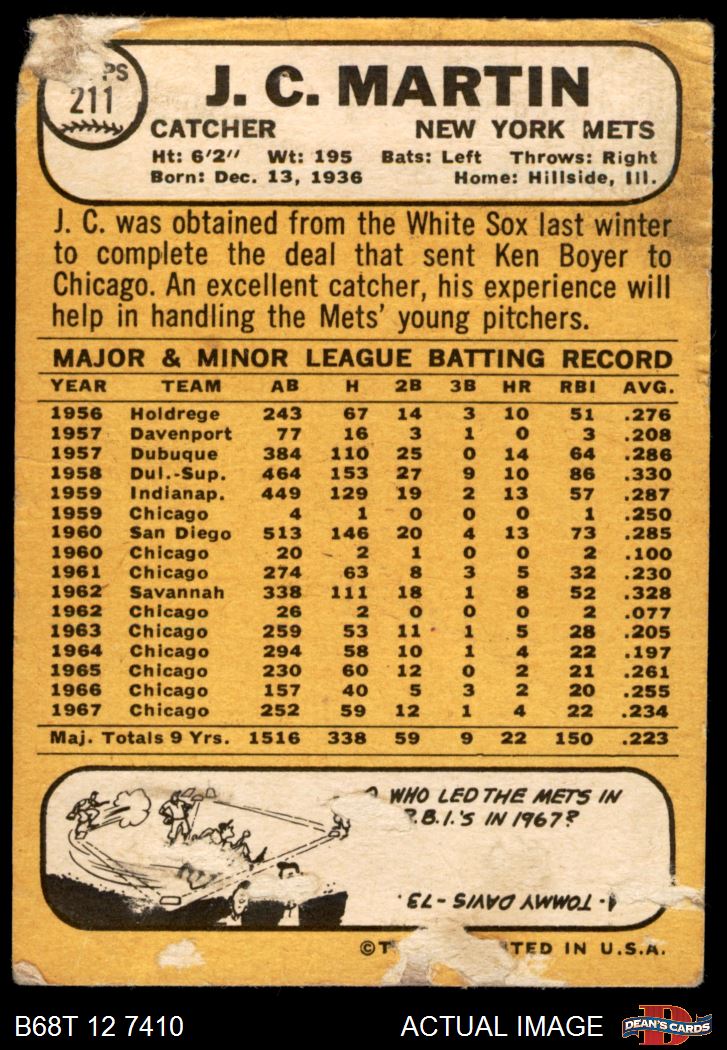 PS
211
J. C. MARTIN
CATCHER NEW YORK METS
Ht: 6'2" Wt: 195 Bats: Left Throws: Right
Born: Dec. 13, 1936 Home: Hillside, Ill.
J. C. was obtained from the White Sox last winter
to complete the deal that sent Ken Boyer to
Chicago. An excellent catcher, his experience will
help in handling the Mets' young pitchers.
MAJOR & MINOR LEAGUE BATTING RECORD
YEAR TEAM AB H 2B 3B HR RBI AVG.
1956 Holdrege 243 67 14 3 10 51 .276
1957 Davenport 77 16 3 1 0 3 .208
1957 Dubuque 384 110 25 0 14 64 .286
1958 Dul.-Sup. 464 153 27 9 10 86 .330
1959 Indianap. 449 129 19 2 13 57 .287
1959 Chicago 4 1 0 0 0 1 .250
1960 San Diego 513 146 20 4 13 73 .285
1960 Chicago 20 2 1 0 0 2 .100
1961 Chicago 274 63 8 3 5 32 .230
1962 Savannah 338 111 18 1 8 52 .328
1962 Chicago 26 2 0 0 0 2 .077
1963 Chicago 259 53 11 1 5 28 .205
1964 Chicago 294 58 10 1 4 22 .197
1965 Chicago 230 60 12 0 2 21 .261
1966 Chicago 157 40 5 3 2 20 .255
1967 Chicago 252 59 12 1 4 22 .234
Maj. Totals 9 Yrs. 1516 338 59 9 22 150 .223
WHO LED THE METS IN
.B.I.'S IN 1967?
TOMMY DAVIS -73.
©T TED IN U.S.A.
B68T 12 7410 ACTUAL IMAGE
DEAN'S CARDS